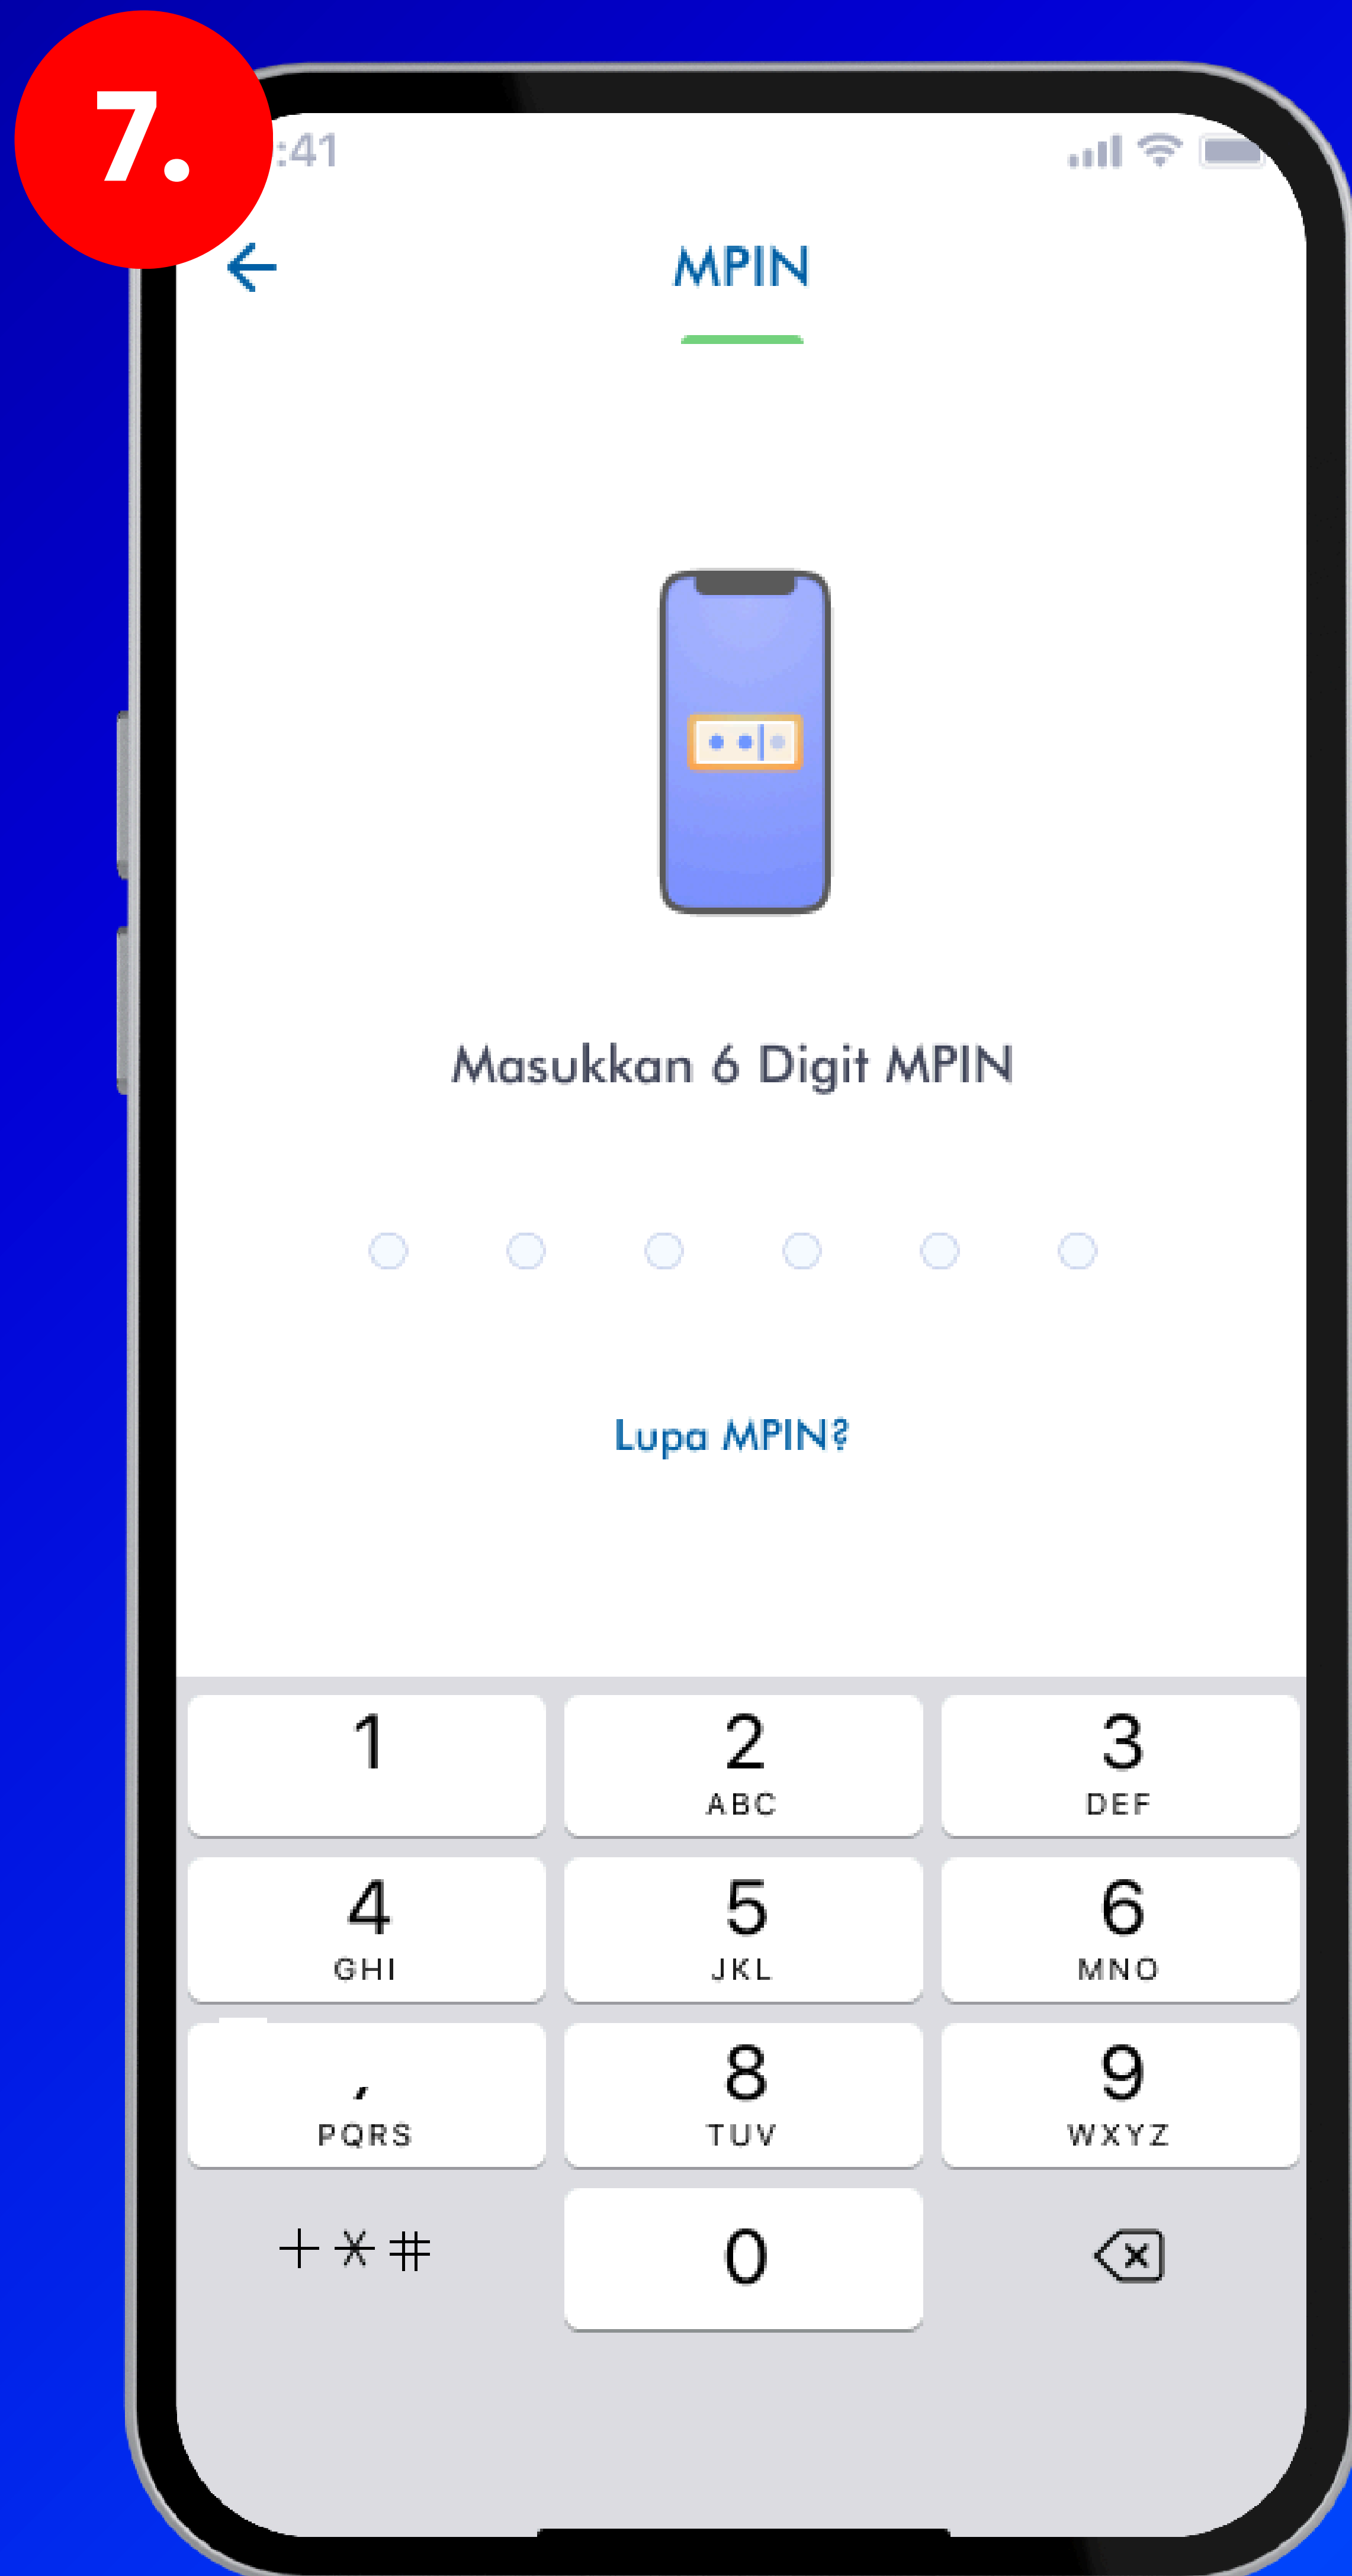 7.
:41
MPIN
Masukkan 6 Digit MPIN
Lupa MPIN?
1 2 3
ABC DEF
4 5 6
GHI JKL MNO
, 8 9
PQRS TUV WXYZ
+*# 0